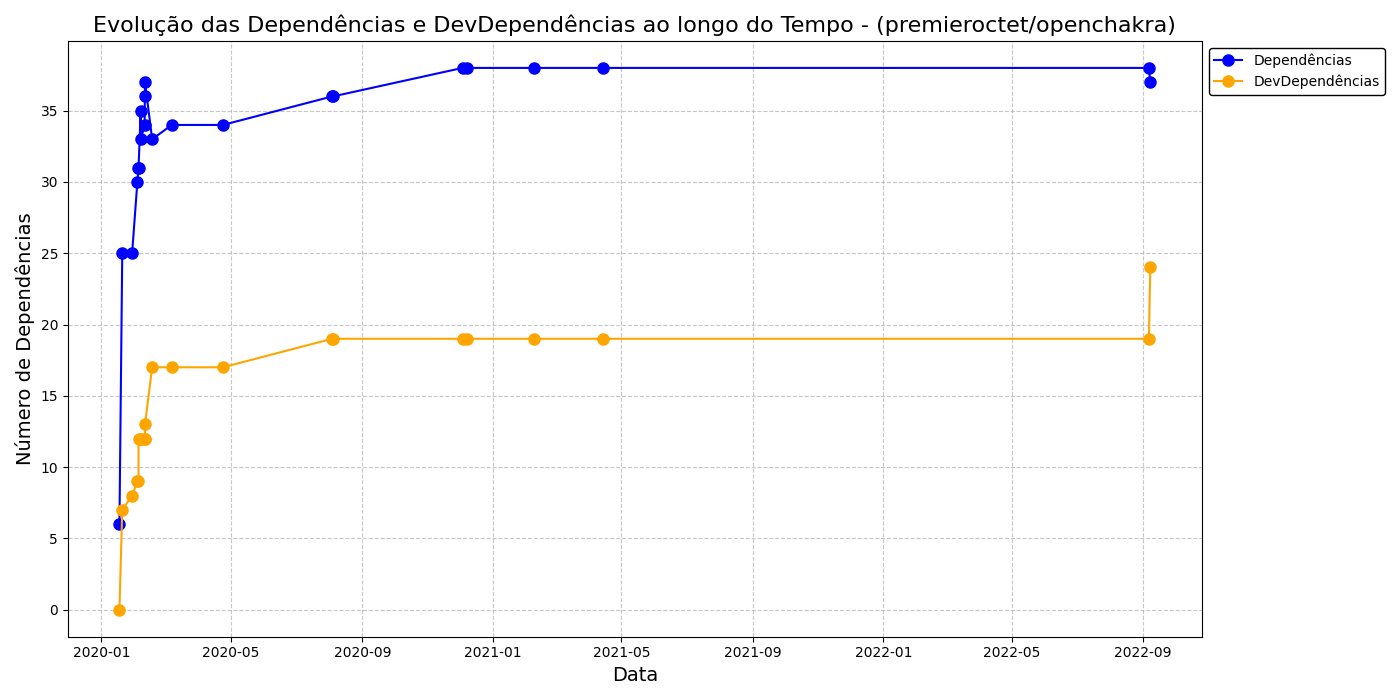 Evolução das Dependências e DevDependências ao longo do Tempo - (premieroctet/openchakra)
Dependências
DevDependências
Número de Dependências
35
30
25
20
15
10
5
0
2020-01 2020-05 2020-09 2021-01 2021-05 2021-09 2022-01 2022-05 2022-09
Data